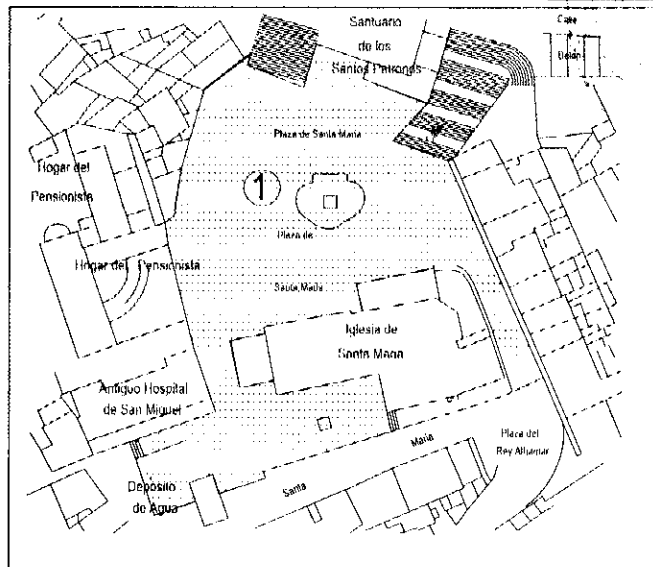 Santuario
de los
Santos Patronos
Calle
Plaza de Santa María
Hogar del
Pensionista
1
Plaza de
Hogar del Pensionista
Santa María
Iglesia de
Santa María
Antiguo Hospital
de San Miguel
Plaza del
Rey Alhamar
María
Santa
Depósito
de Agua